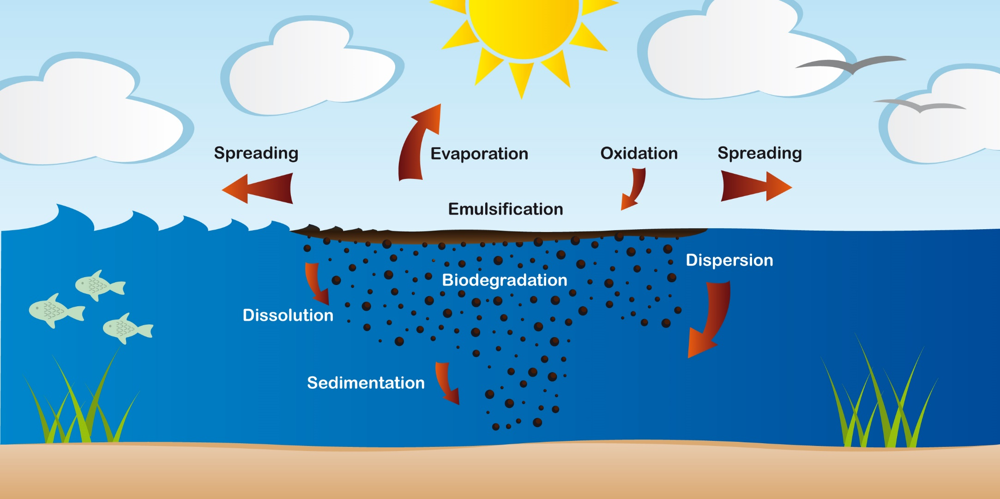 Spreading
Evaporation
Oxidation
Spreading
Emulsification
Dispersion
Biodegradation
Dissolution
Sedimentation